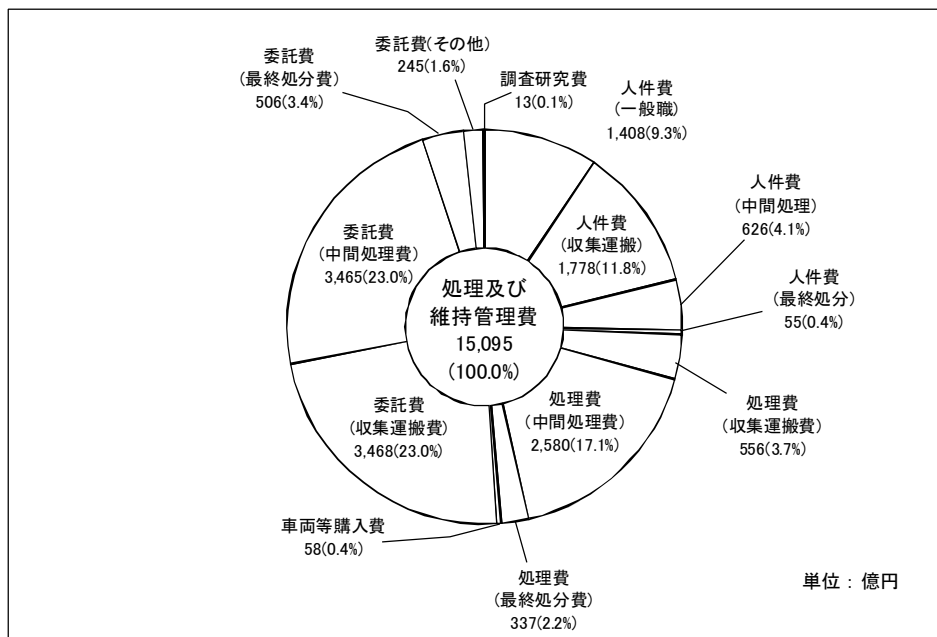 委託費(その他)
245(1.6%)
調査研究費
13(0.1%)
人件費
(一般職)
1,408(9.3%)
人件費
(収集運搬)
1,778(11.8%)
人件費
(中間処理)
626(4.1%)
人件費
(最終処分)
55(0.4%)
処理費
(収集運搬費)
556(3.7%)
処理費
(中間処理費)
2,580(17.1%)
処理費
(最終処分費)
337(2.2%)
車両等購入費
58(0.4%)
委託費
(収集運搬費)
3,468(23.0%)
委託費
(中間処理費)
3,465(23.0%)
委託費
(最終処分費)
506(3.4%)
処理及び
維持管理費
15,095
(100.0%)
単位：億円